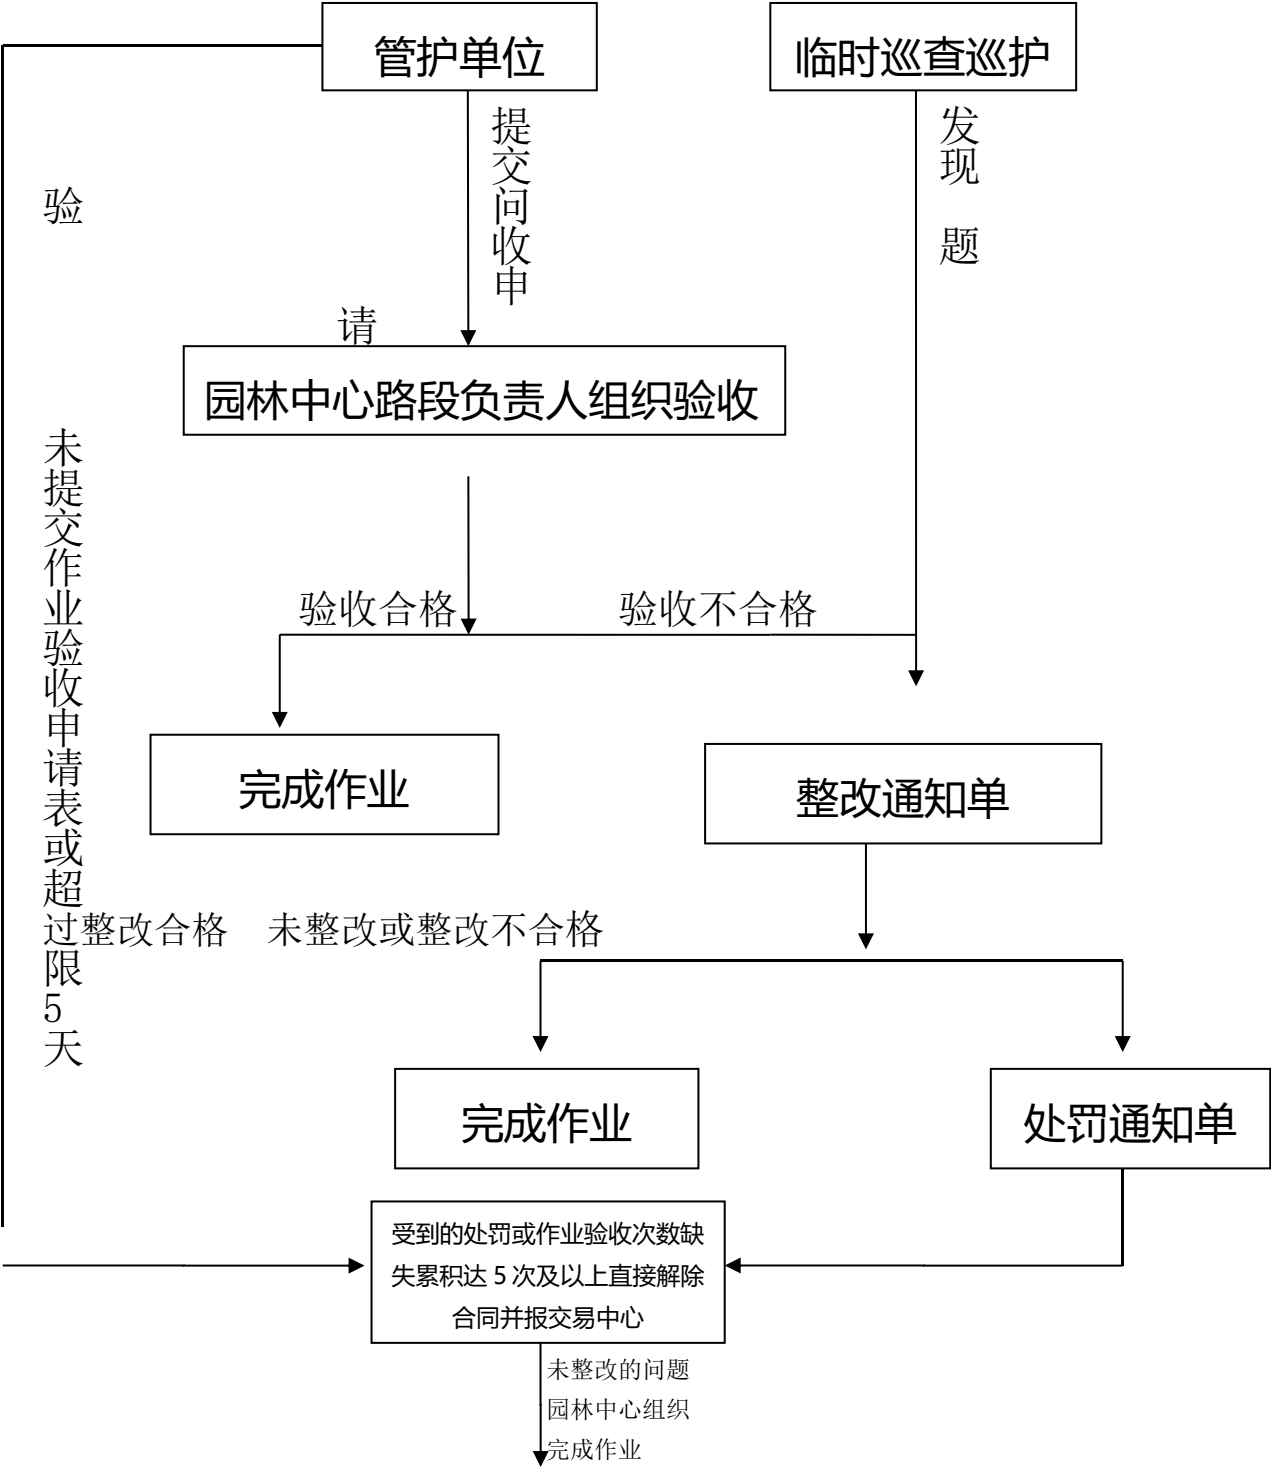 管护单位
临时巡查巡护
提交问收申
发现 题
验
请
园林中心路段负责人组织验收
未提交作业验收申请表或超
验收合格
验收不合格
完成作业
整改通知单
过整改合格 未整改或整改不合格
限5天
完成作业
处罚通知单
受到的处罚或作业验收次数缺
失累积达 5 次及以上直接解除
合同并报交易中心
未整改的问题
园林中心组织
完成作业